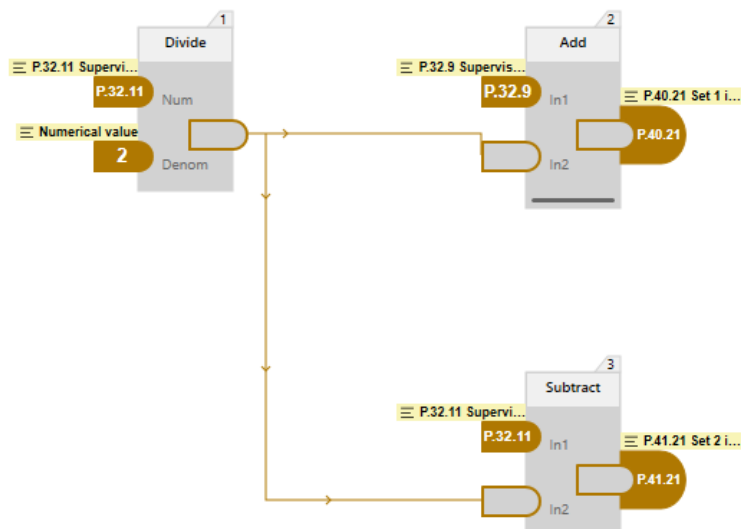 1
Divide
P.32.11 Supervi...
P.32.11
Num
Numerical value
2
Denom
2
Add
P.32.9 Supervis...
P.32.9
In1
P.40.21 Set 1 i...
P.40.21
In2
3
Subtract
P.32.11 Supervi...
P.32.11
In1
P.41.21 Set 2 i...
P.41.21
In2